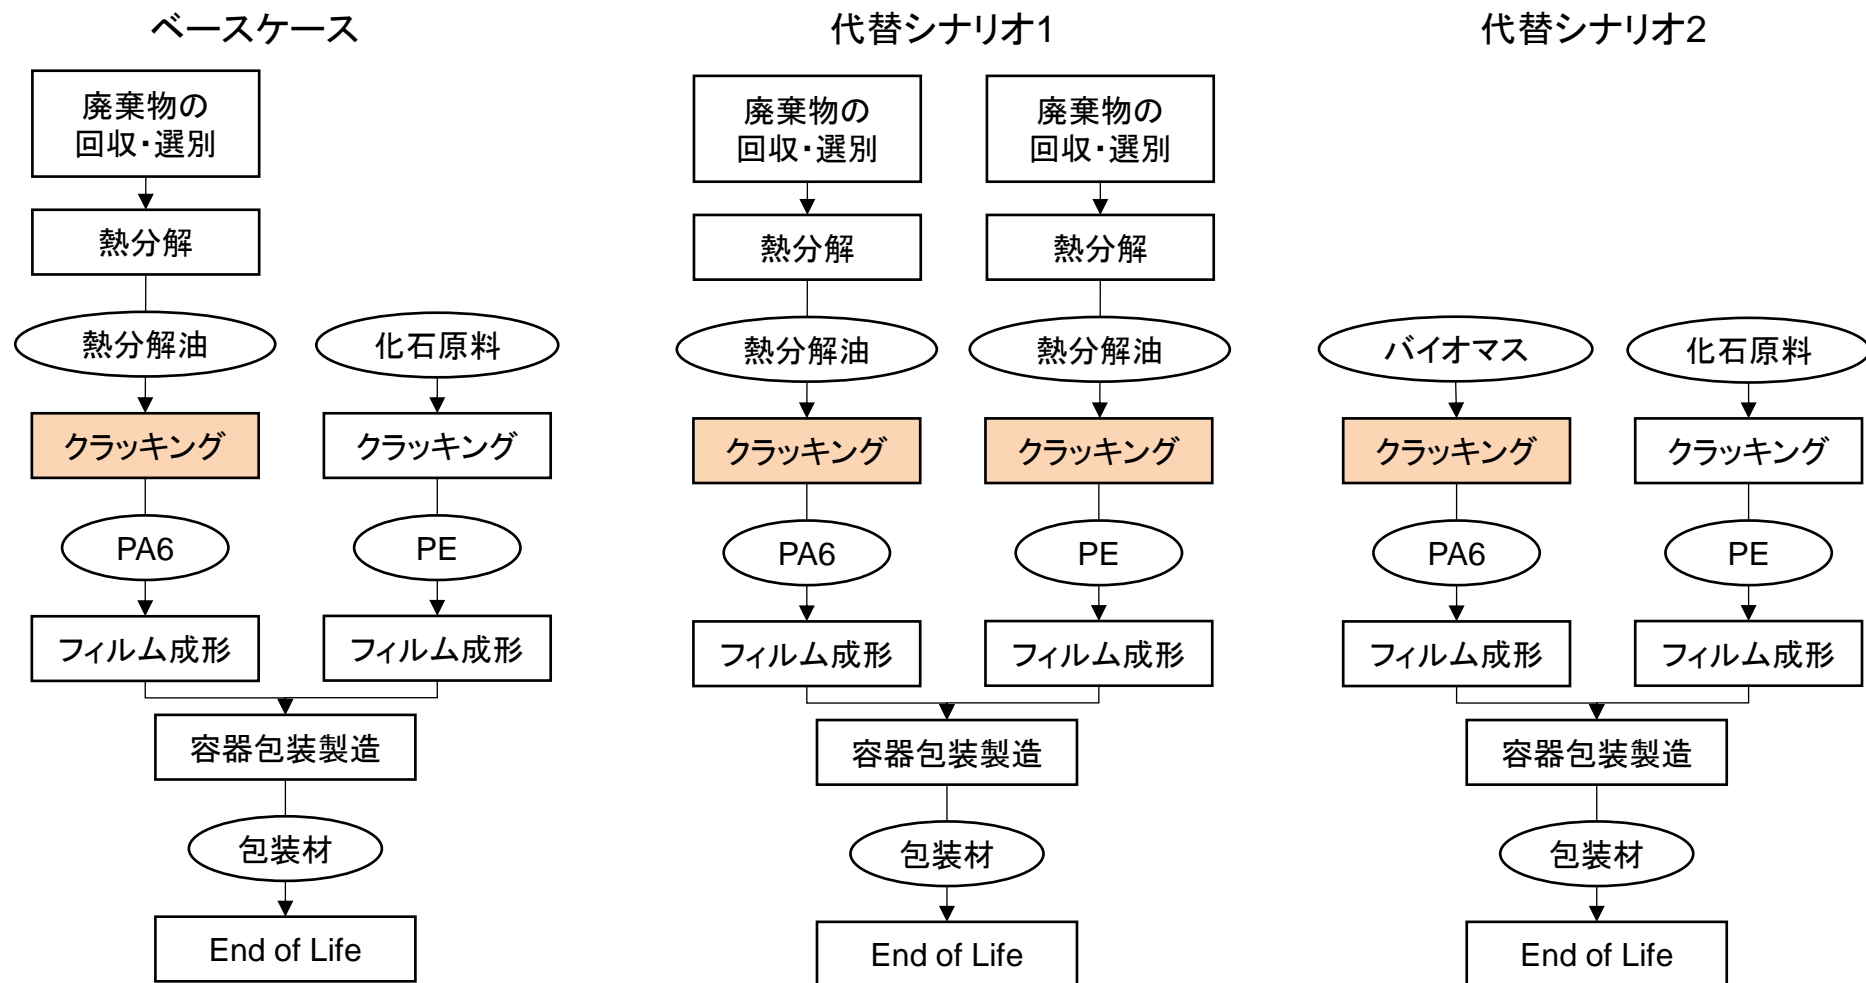 ベースケース
廃棄物の
回収・選別
熱分解
熱分解油
化石原料
クラッキング
クラッキング
PA6
PE
フィルム成形
フィルム成形
容器包装製造
包装材
End of Life
代替シナリオ1
廃棄物の
回収・選別
廃棄物の
回収・選別
熱分解
熱分解
熱分解油
熱分解油
クラッキング
クラッキング
PA6
PE
フィルム成形
フィルム成形
容器包装製造
包装材
End of Life
代替シナリオ2
バイオマス
化石原料
クラッキング
クラッキング
PA6
PE
フィルム成形
フィルム成形
容器包装製造
包装材
End of Life